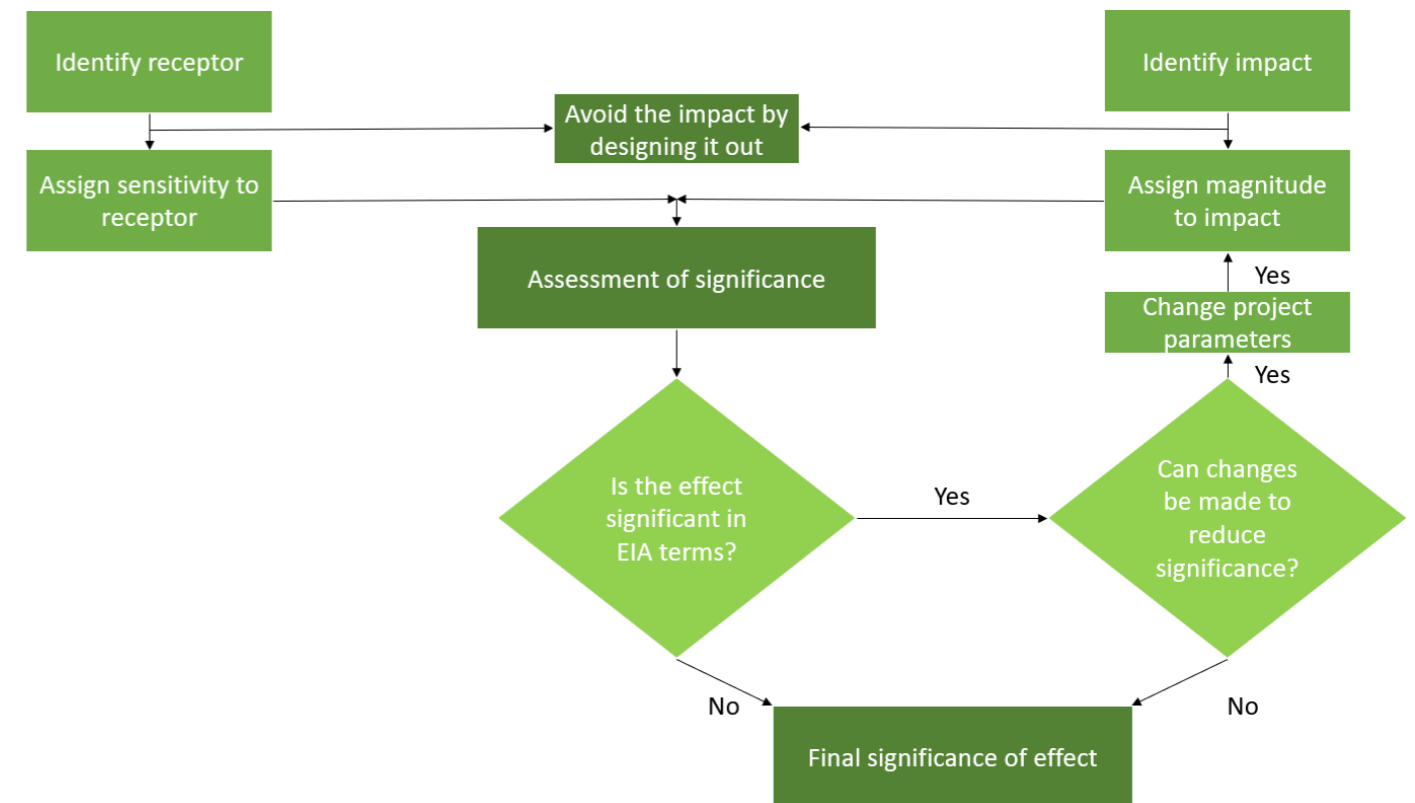 Identify receptor
Identify impact
Avoid the impact by
designing it out
Assign sensitivity to
receptor
Assign magnitude
to impact
Assessment of significance
Yes
Change project
parameters
Yes
Is the effect
significant in
EIA terms?
Yes
Can changes
be made to
reduce
significance?
No
No
Final significance of effect